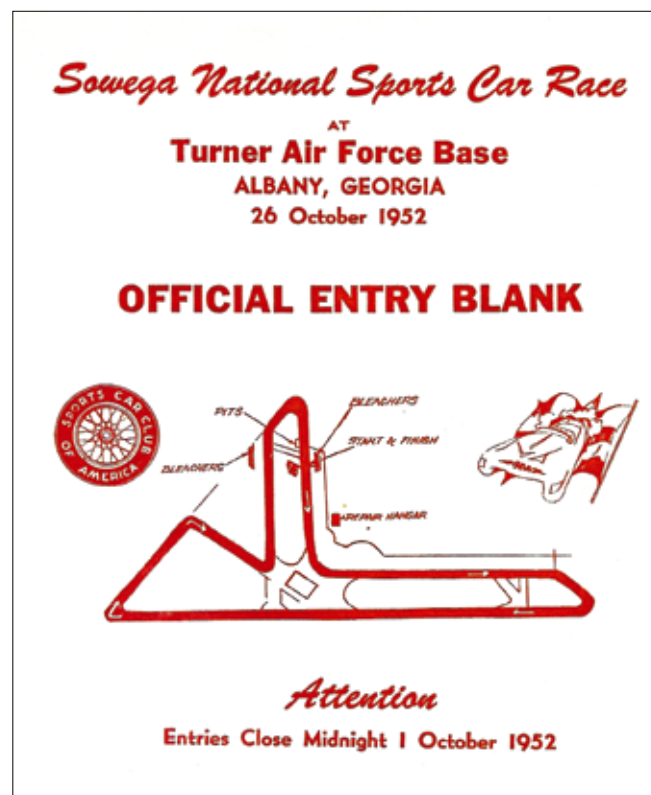 Sowega National Sports Car Race
AT
Turner Air Force Base
ALBANY, GEORGIA
26 October 1952
OFFICIAL ENTRY BLANK
SPORTS CAR CLUB
OF AMERICA
PITS
BLEACHERS
START & FINISH
BLEACHERS
REPAIR HANGAR
Attention
Entries Close Midnight 1 October 1952